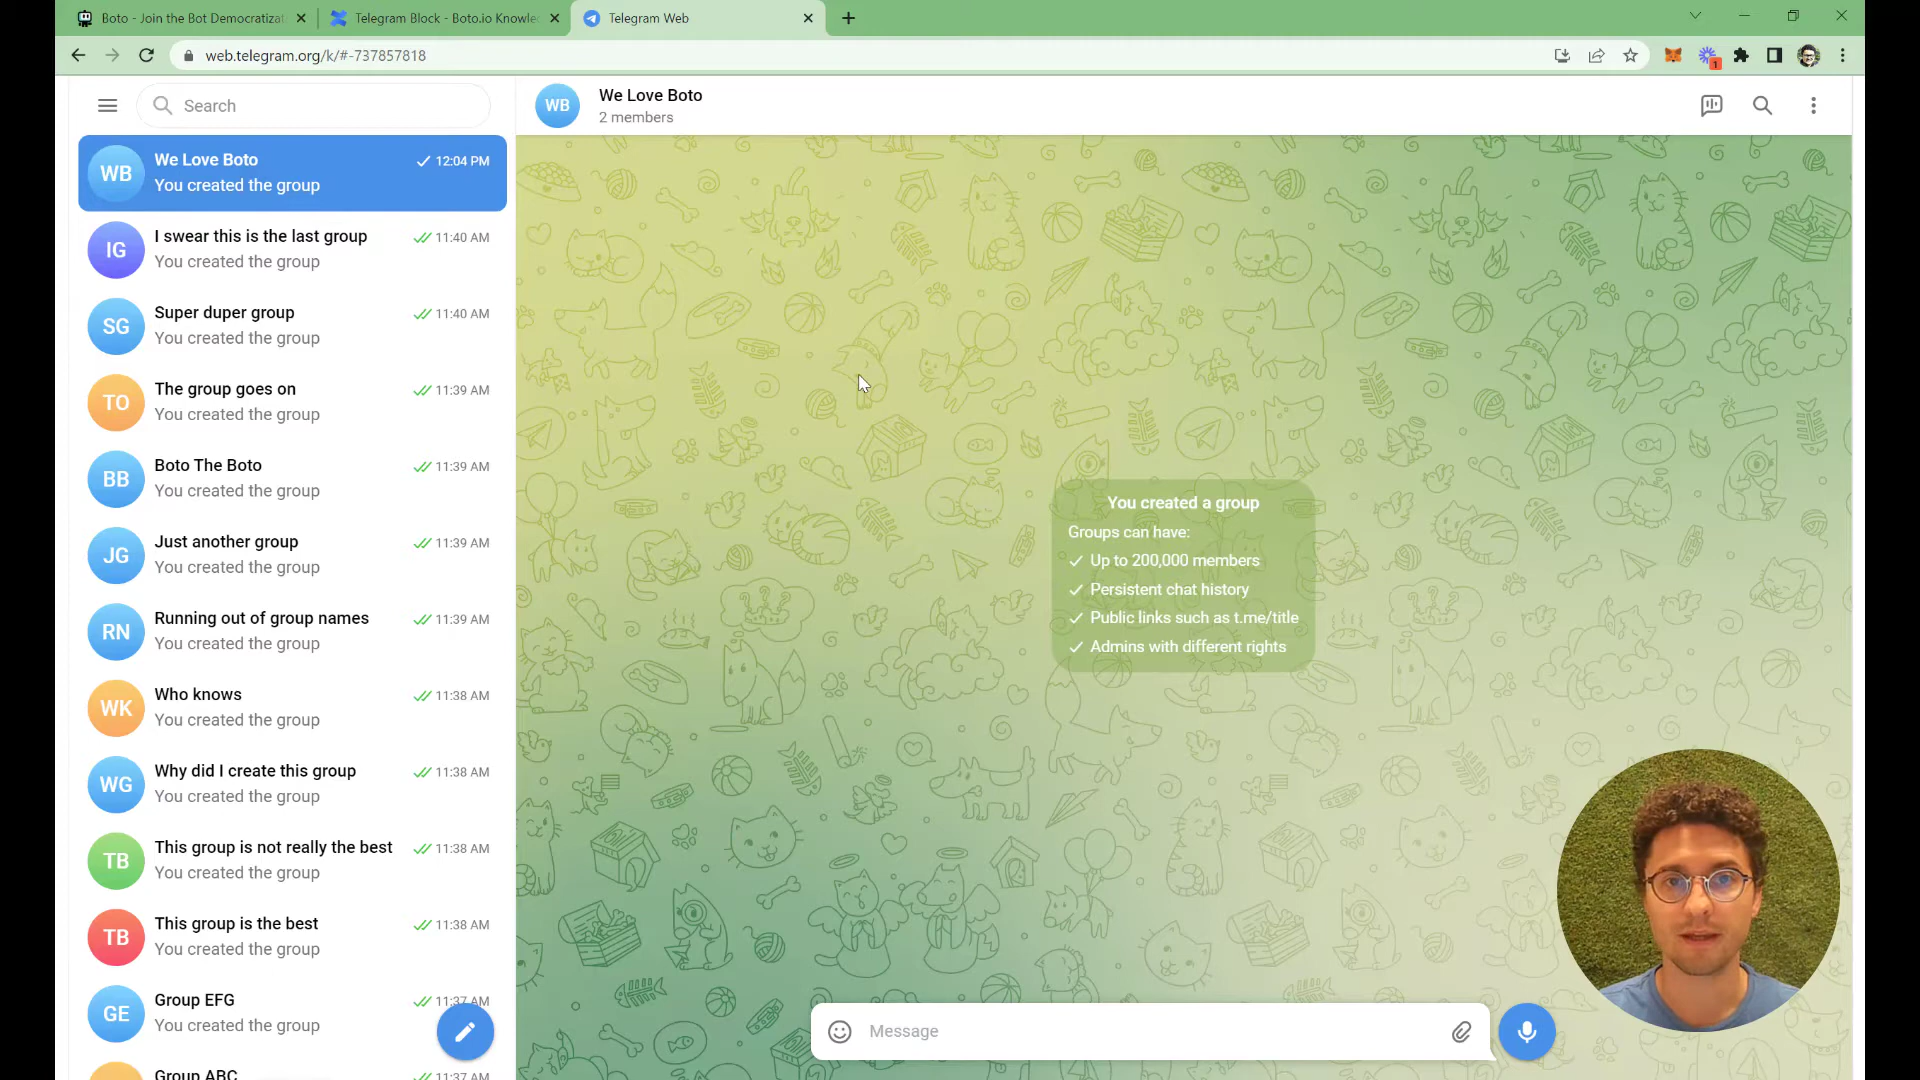 Boto - Join the Bot Democratizat
Telegram Block - Boto.io Knowle
Telegram Web
web.telegram.org/k/#-737857818
1
Search
WB
We Love Boto
12:04 PM
You created the group
IG
I swear this is the last group
11:40 AM
You created the group
SG
Super duper group
11:40 AM
You created the group
TO
The group goes on
11:39 AM
You created the group
BB
Boto The Boto
11:39 AM
You created the group
JG
Just another group
11:39 AM
You created the group
RN
Running out of group names
11:39 AM
You created the group
WK
Who knows
11:38 AM
You created the group
WG
Why did I create this group
11:38 AM
You created the group
TB
This group is not really the best
11:38 AM
You created the group
TB
This group is the best
11:38 AM
You created the group
GE
Group EFG
11:37 AM
You created the group
Group ABC
11:37 AM
WB
We Love Boto
2 members
You created a group
Groups can have:
Up to 200,000 members
Persistent chat history
Public links such as t.me/title
Admins with different rights
Message